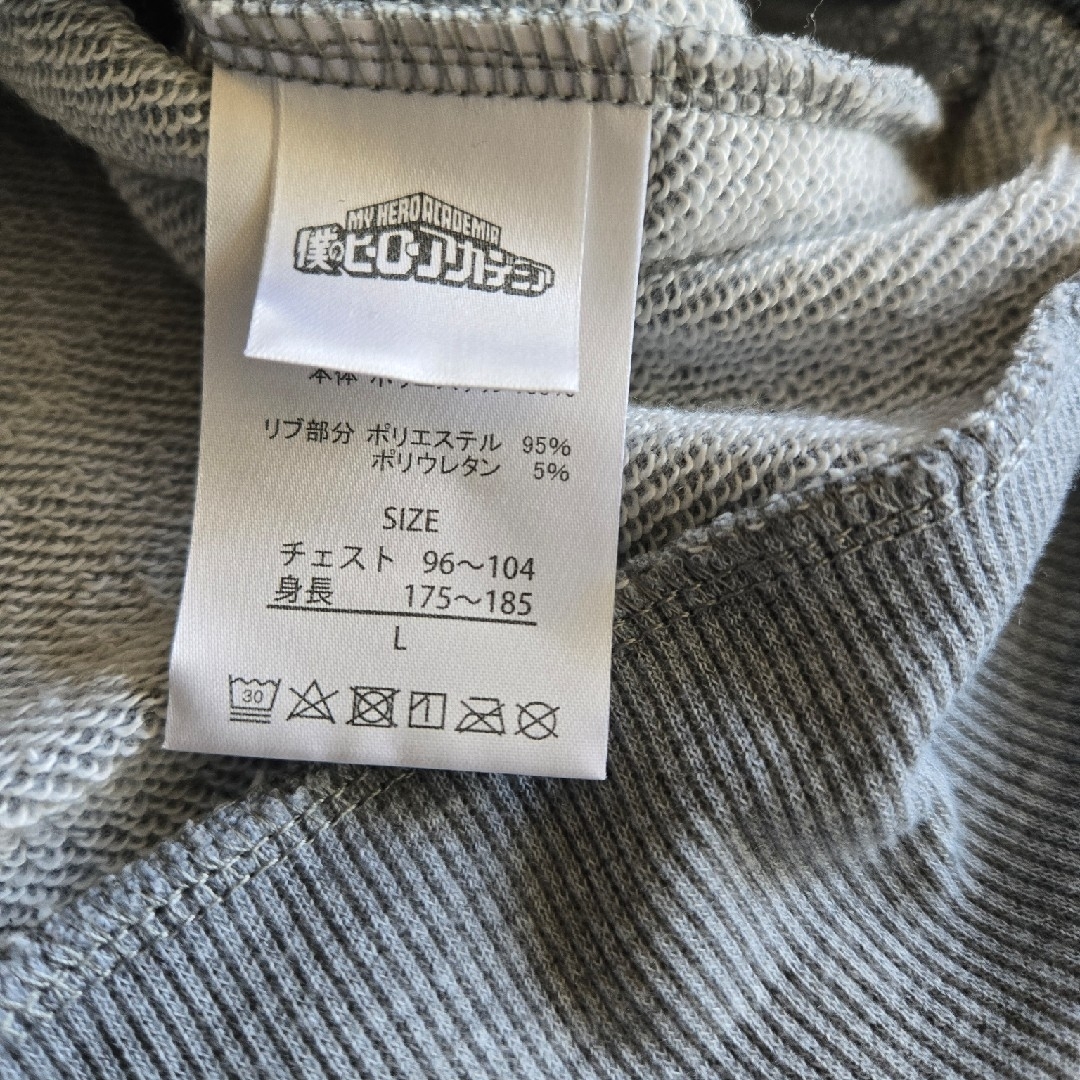 MY HERO ACADEMIA
僕のヒーローアカデミア
リブ部分 ポリエステル 95%
ポリウレタン 5%
SIZE
チェスト 96～104
身長 175～185
L
30